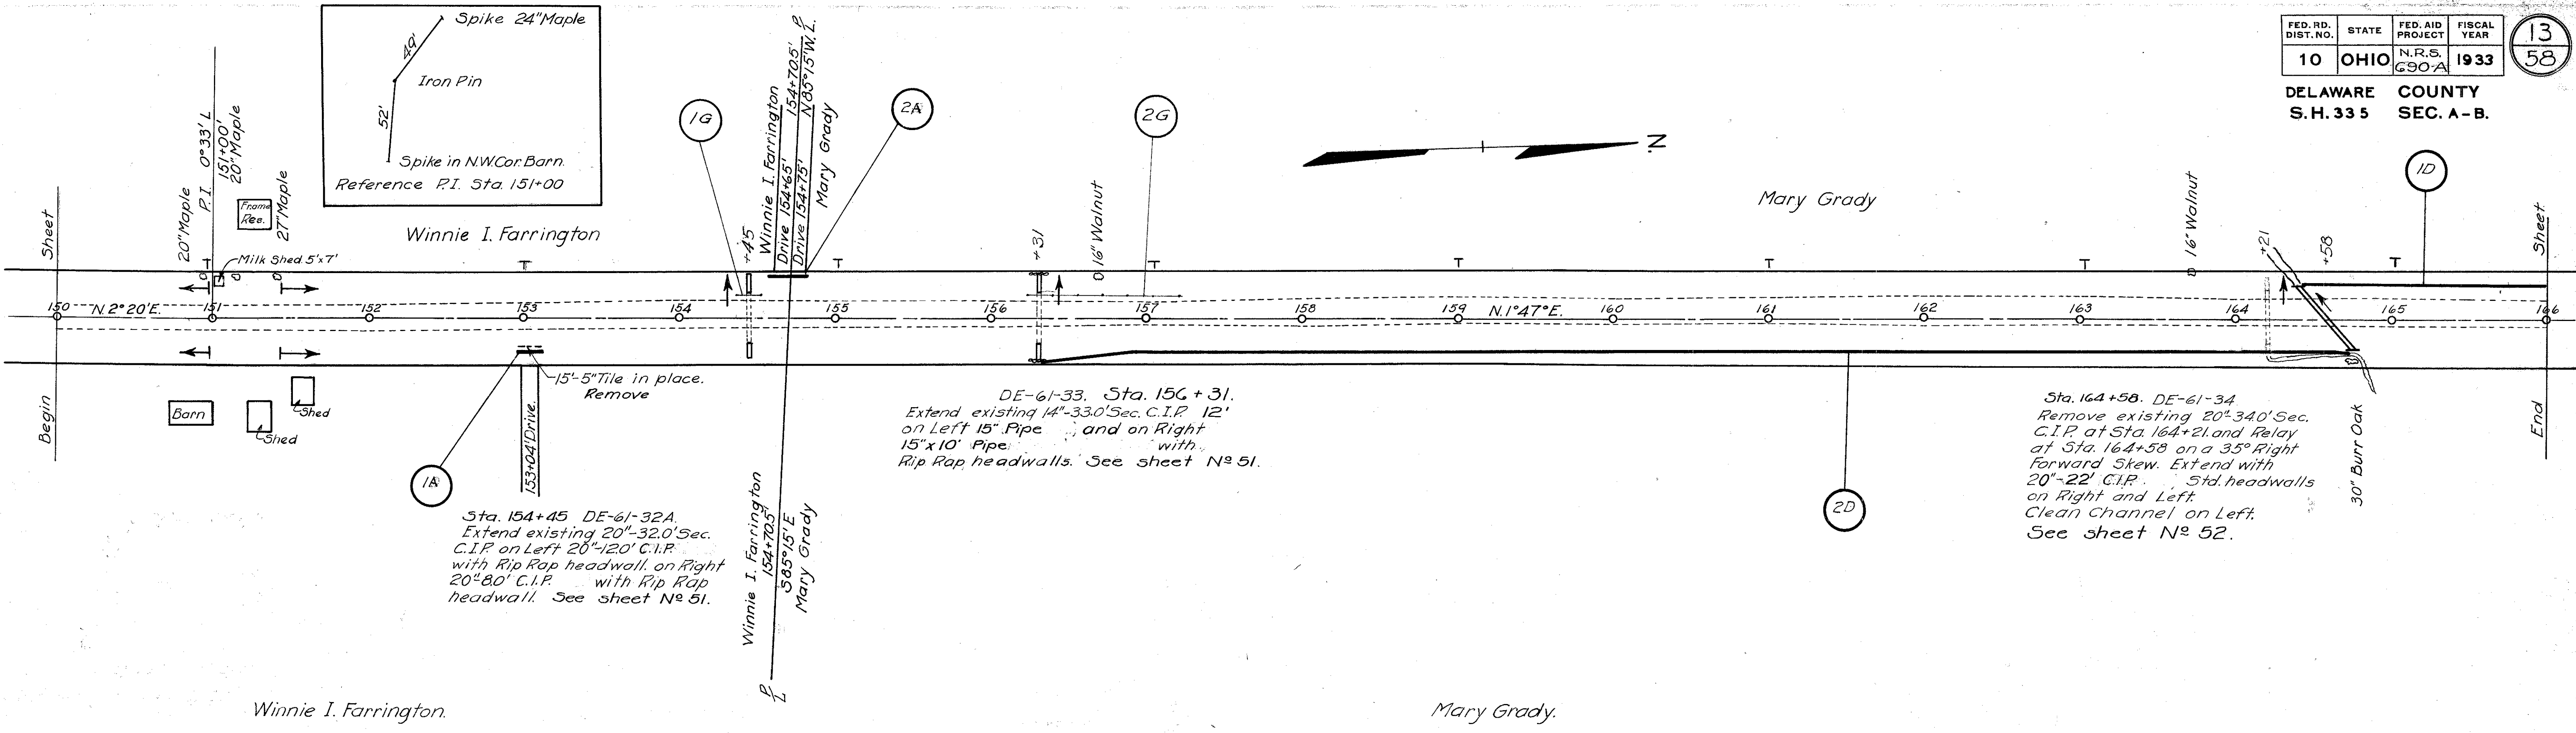 FED. RD. DIST. NO. STATE FED. AID PROJECT FISCAL YEAR
10 OHIO N.R.S. 690-A 1933
13
58
DELAWARE COUNTY
S.H. 335 SEC. A-B.
Spike 24" Maple
49'
Iron Pin
52'
Spike in N.W. Cor. Barn.
Reference P.I. Sta. 151+00
Sheet
Begin
20" Maple
P.I. 0°33' L
151+00'
20" Maple
Frame
Res.
27" Maple
Milk Shed 5'x7'
Winnie I. Farrington
1G
+45
Winnie I. Farrington
Drive 154+65'
154+70.5'
Drive 154+75'
N 85°15' W. P/L
Mary Grady
2A
+31
16" Walnut
2G
N
Mary Grady
16" Walnut
+21
+58
1D
Sheet
End
T T T T T T T T
150 N. 2°20'E. 151 152 153 154 155 156 157 158 159 N. 1°47°E. 160 161 162 163 164 165 166
Barn
Shed
Shed
15'-5" Tile in place.
Remove
153+04' Drive.
1A
Sta. 154+45 DE-61-32A.
Extend existing 20"-32.0' Sec.
C.I.P. on Left 20"-12.0' C.I.P.
with Rip Rap headwall. on Right
20"-8.0' C.I.P. with Rip Rap
headwall. See sheet Nº 51.
Winnie I. Farrington
154+70.5'
S 85°15' E
Mary Grady
P/L
DE-61-33. Sta. 156 + 31.
Extend existing 14"-33.0' Sec. C.I.P. 12'
on Left 15" Pipe ; and on Right
15" x 10' Pipe with
Rip Rap headwalls. See sheet Nº 51.
2D
Sta. 164+58. DE-61-34
Remove existing 20"-34.0' Sec.
C.I.P. at Sta. 164+21. and Relay
at Sta. 164+58 on a 35° Right
Forward Skew. Extend with
20"-22' C.I.P. Std. headwalls
on Right and Left.
Clean Channel on Left.
See sheet Nº 52.
30" Burr Oak
Winnie I. Farrington.
Mary Grady.